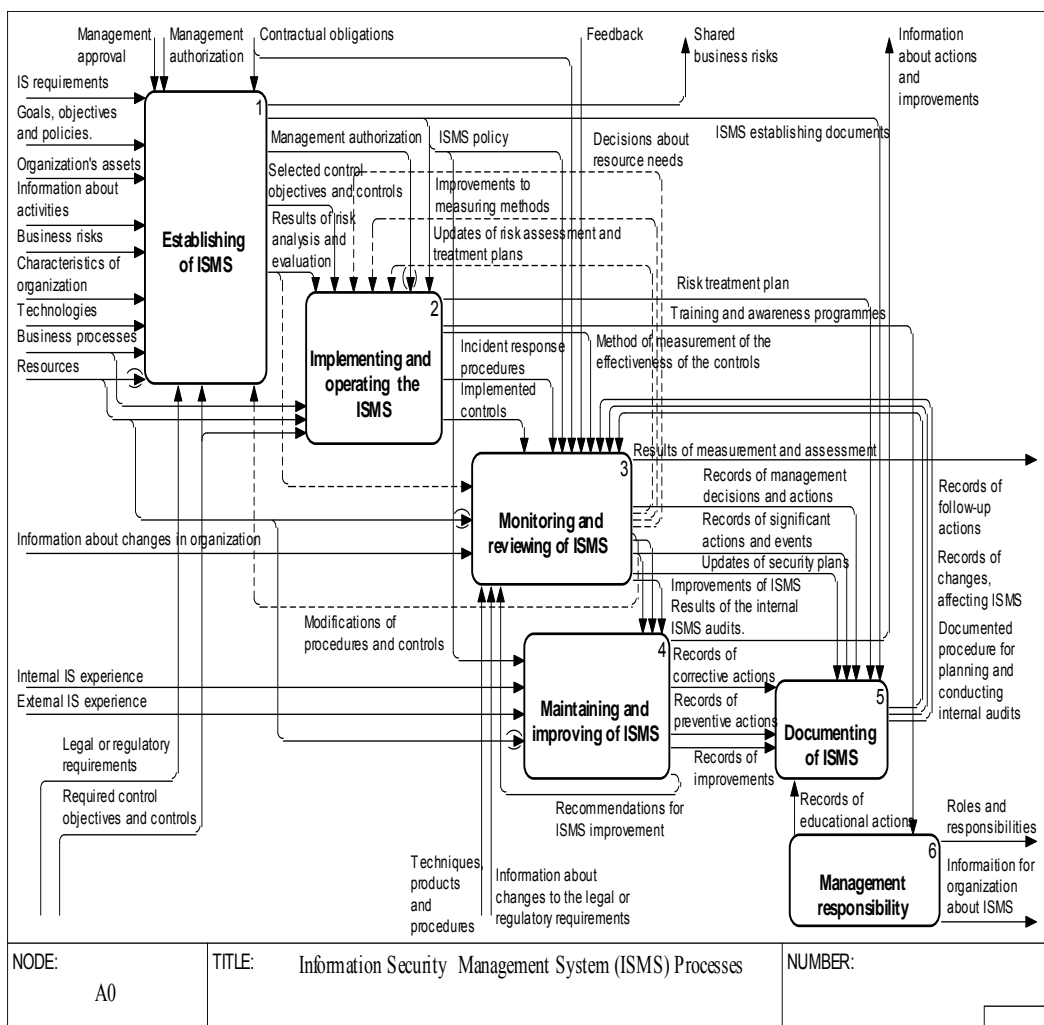 Management
approval
Management
authorization
Contractual obligations
Feedback
Shared
business risks
Information
about actions
and
improvements
IS requirements
Goals, objectives
and policies.
Organization's assets
Information about
activities
Business risks
Characteristics of
organization
Technologies
Business processes
Resources
1
Establishing
of ISMS
Management authorization
ISMS policy
Decisions about
resource needs
ISMS establishing documents
Selected control
objectives and controls
Improvements to
measuring methods
Results of risk
analysis and
evaluation
Updates of risk assessment and
treatment plans
2
Implementing and
operating the
ISMS
Risk treatment plan
Training and awareness programmes
Incident response
procedures
Method of measurement of the
effectiveness of the controls
Implemented
controls
3
Monitoring and
reviewing of ISMS
Results of measurement and assessment
Records of management
decisions and actions
Records of significant
actions and events
Updates of security plans
Improvements of ISMS
Results of the internal
ISMS audits.
Records of
follow-up
actions
Records of
changes,
affecting ISMS
Documented
procedure for
planning and
conducting
internal audits
Information about changes in organization
Modifications of
procedures and controls
Internal IS experience
External IS experience
4
Maintaining and
improving of ISMS
Records of
corrective actions
Records of
preventive actions
Records of
improvements
5
Documenting
of ISMS
Legal or regulatory
requirements
Required control
objectives and controls
Recommendations for
ISMS improvement
Records of
educational actions
Roles and
responsibilities
6
Management
responsibility
Informaition for
organization
about ISMS
Techniques,
products
and
procedures
Information about
changes to the legal or
regulatory requirements
NODE:
A0
TITLE:
Information Security Management System (ISMS) Processes
NUMBER: